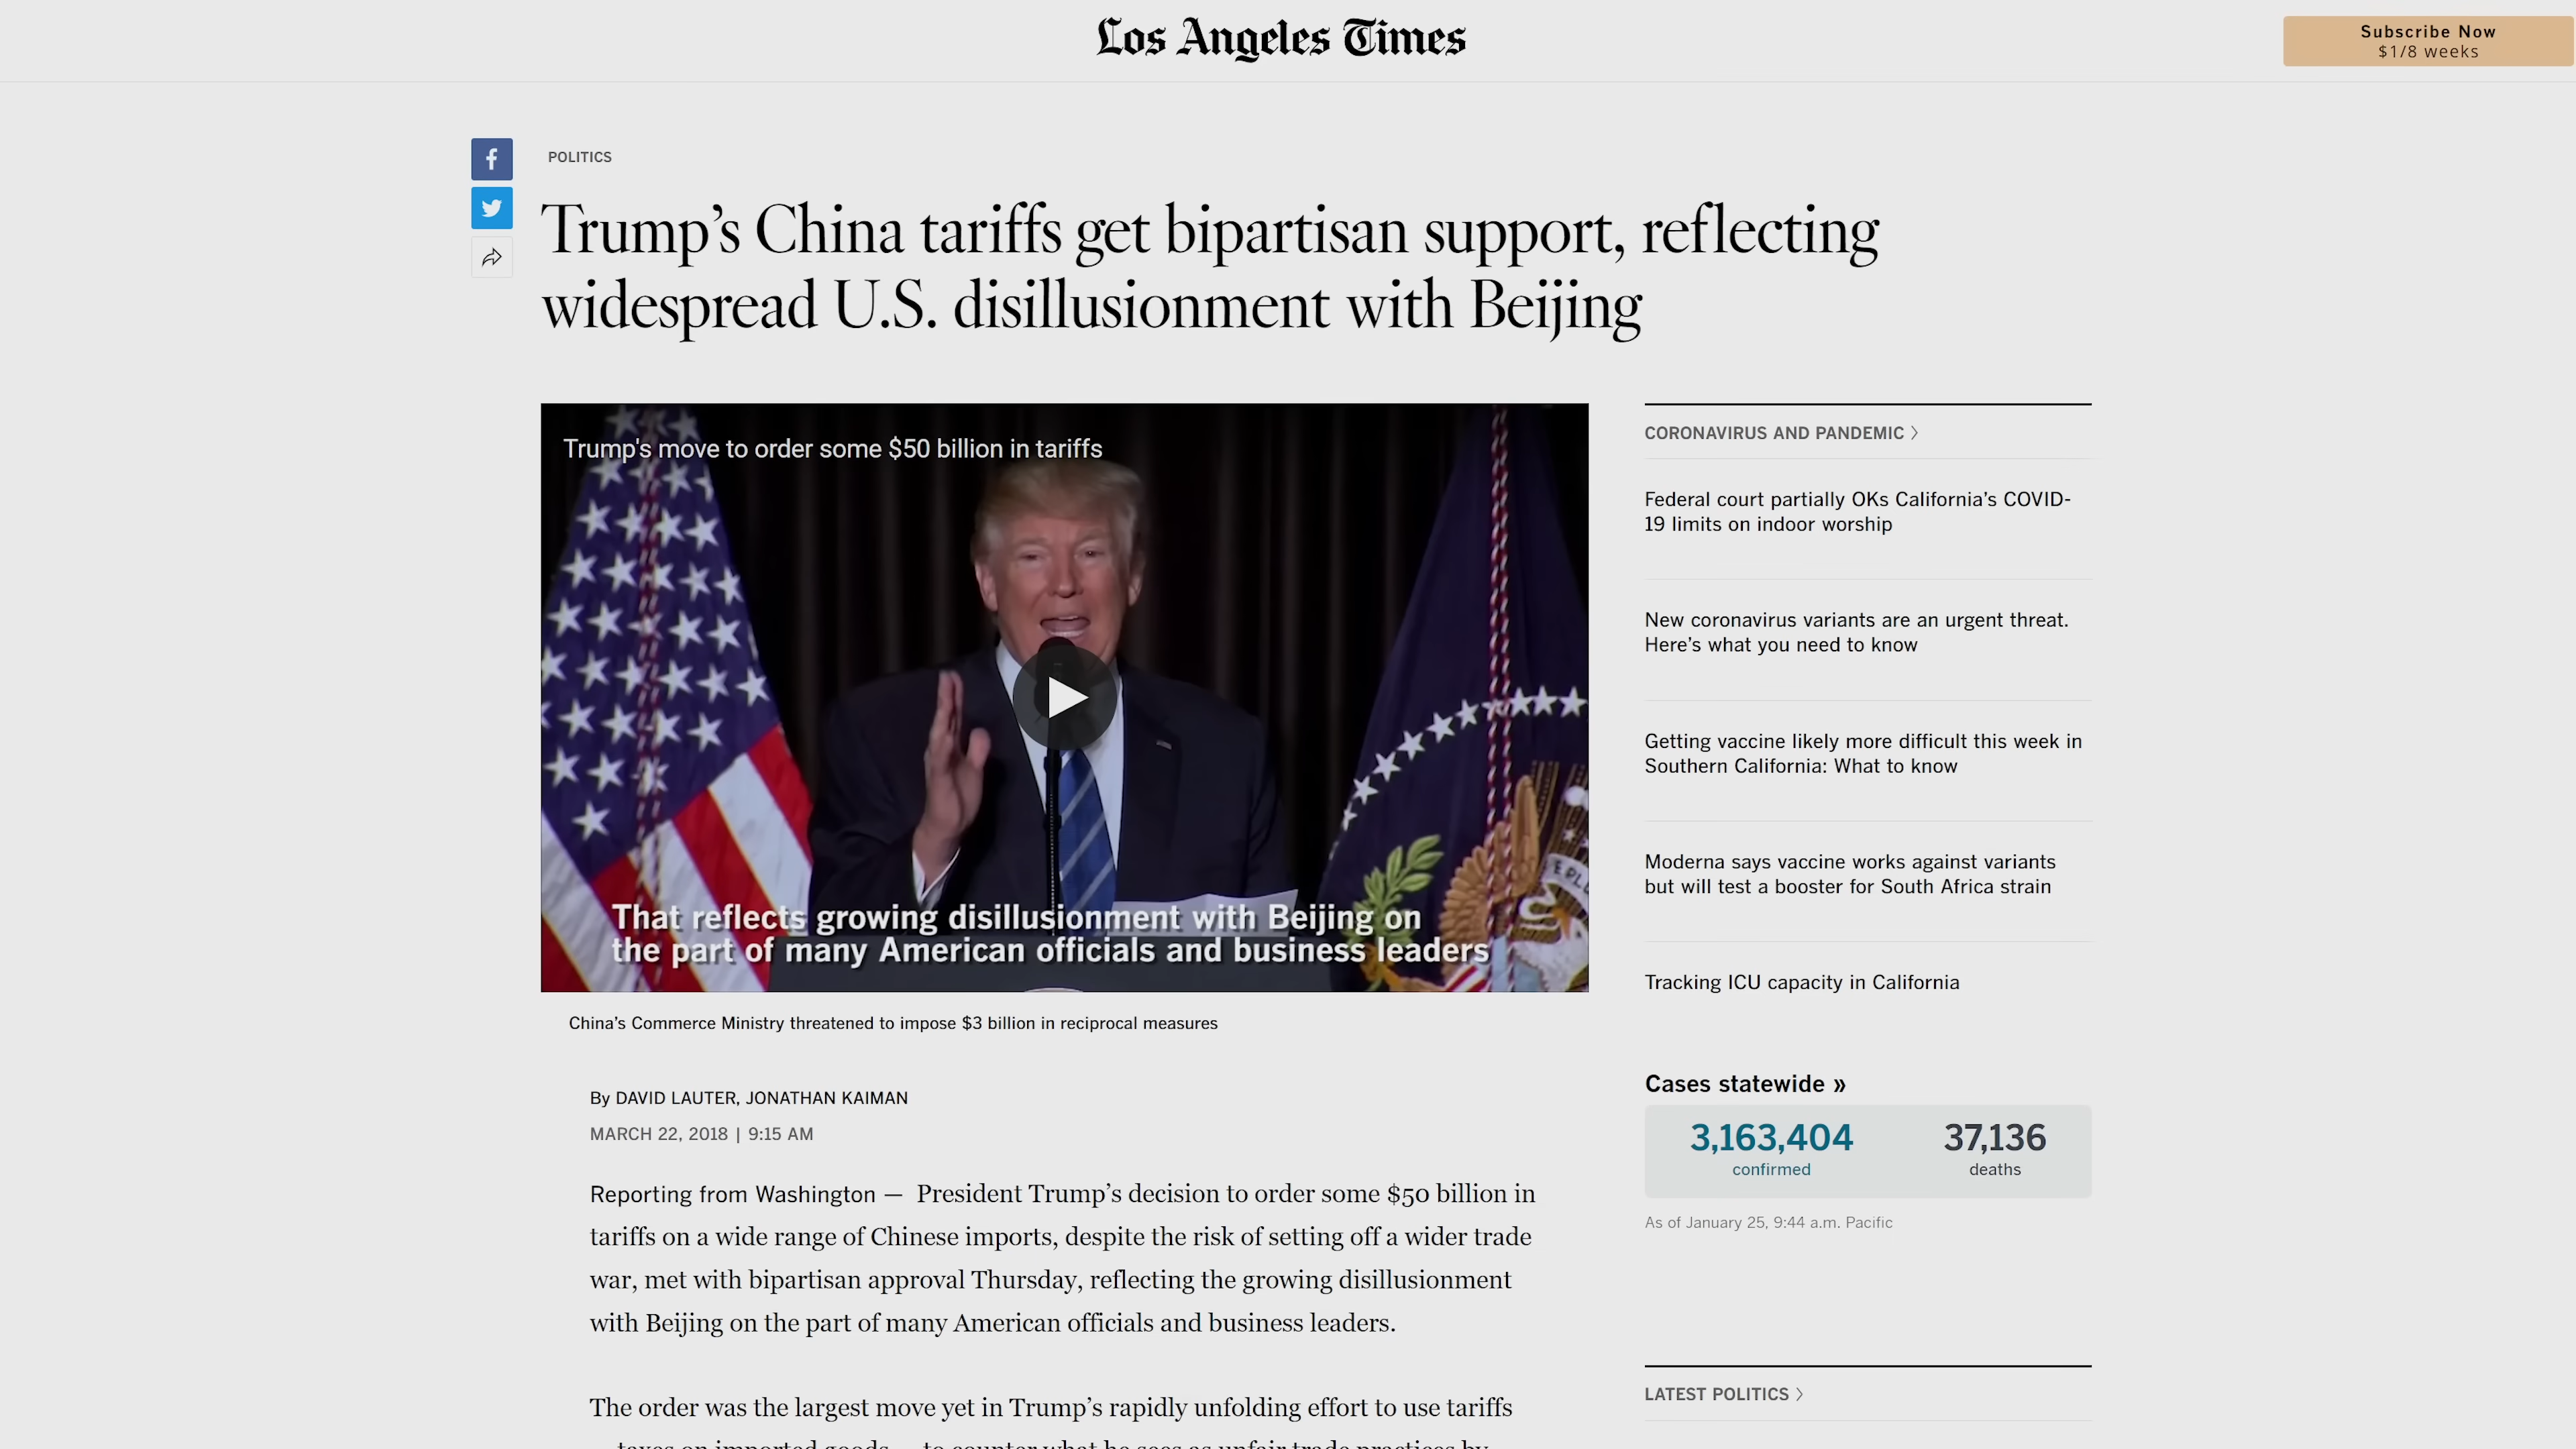 Los Angeles Times
Subscribe Now
$1/8 weeks
POLITICS
Trump’s China tariffs get bipartisan support, reflecting
widespread U.S. disillusionment with Beijing
Trump's move to order some $50 billion in tariffs
That reflects growing disillusionment with Beijing on
the part of many American officials and business leaders
China’s Commerce Ministry threatened to impose $3 billion in reciprocal measures
By DAVID LAUTER, JONATHAN KAIMAN
MARCH 22, 2018 | 9:15 AM
Reporting from Washington — President Trump’s decision to order some $50 billion in
tariffs on a wide range of Chinese imports, despite the risk of setting off a wider trade
war, met with bipartisan approval Thursday, reflecting the growing disillusionment
with Beijing on the part of many American officials and business leaders.
The order was the largest move yet in Trump’s rapidly unfolding effort to use tariffs
— taxes on imported goods — to counter what he sees as unfair trade practices by
CORONAVIRUS AND PANDEMIC >
Federal court partially OKs California’s COVID-
19 limits on indoor worship
New coronavirus variants are an urgent threat.
Here’s what you need to know
Getting vaccine likely more difficult this week in
Southern California: What to know
Moderna says vaccine works against variants
but will test a booster for South Africa strain
Tracking ICU capacity in California
Cases statewide »
3,163,404 37,136
confirmed deaths
As of January 25, 9:44 a.m. Pacific
LATEST POLITICS >